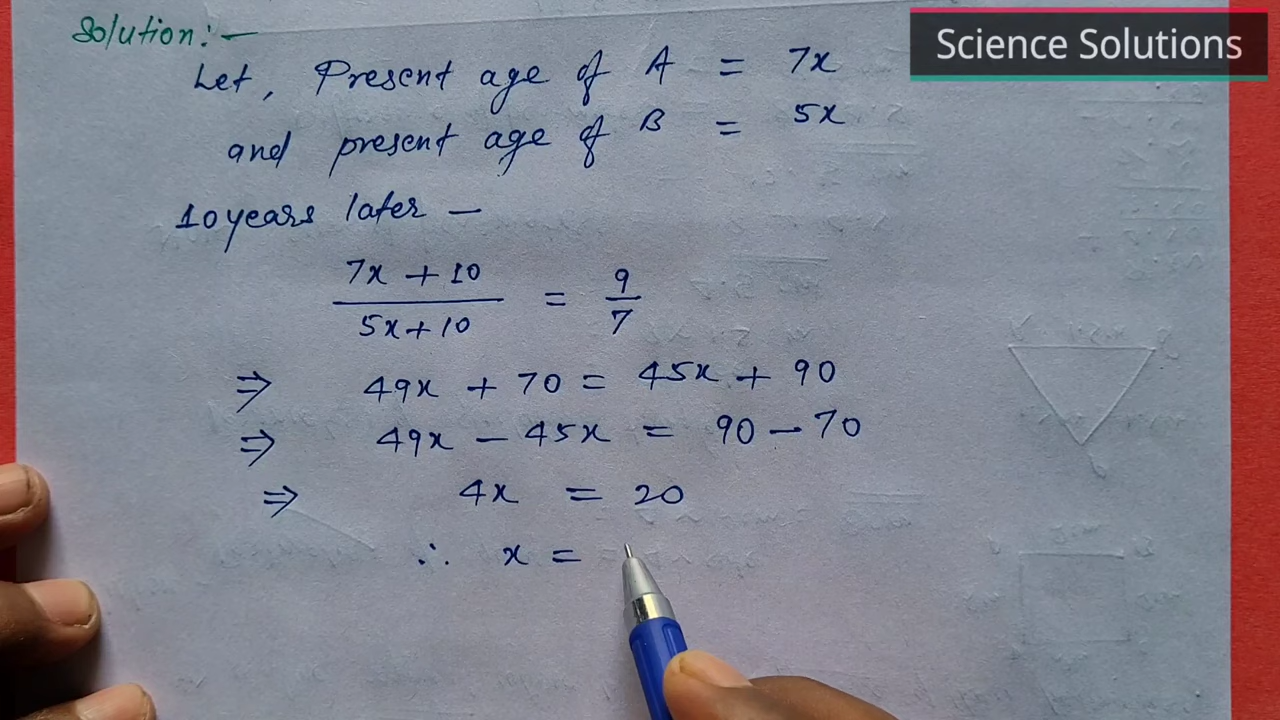 Solution:-
Science Solutions
Let, Present age of A = 7x
and present age of B = 5x
10 years later -
7x + 10 / 5x + 10 = 9 / 7
⇒ 49x + 70 = 45x + 90
⇒ 49x - 45x = 90 - 70
⇒ 4x = 20
∴ x =